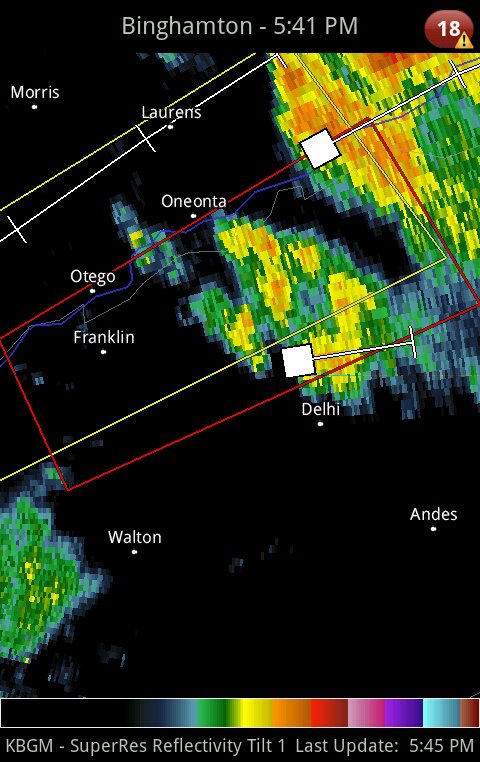 Binghamton - 5:41 PM
18
Morris
Laurens
Oneonta
Otego
Franklin
Delhi
Andes
Walton
KBGM - SuperRes Reflectivity Tilt 1 Last Update: 5:45 PM